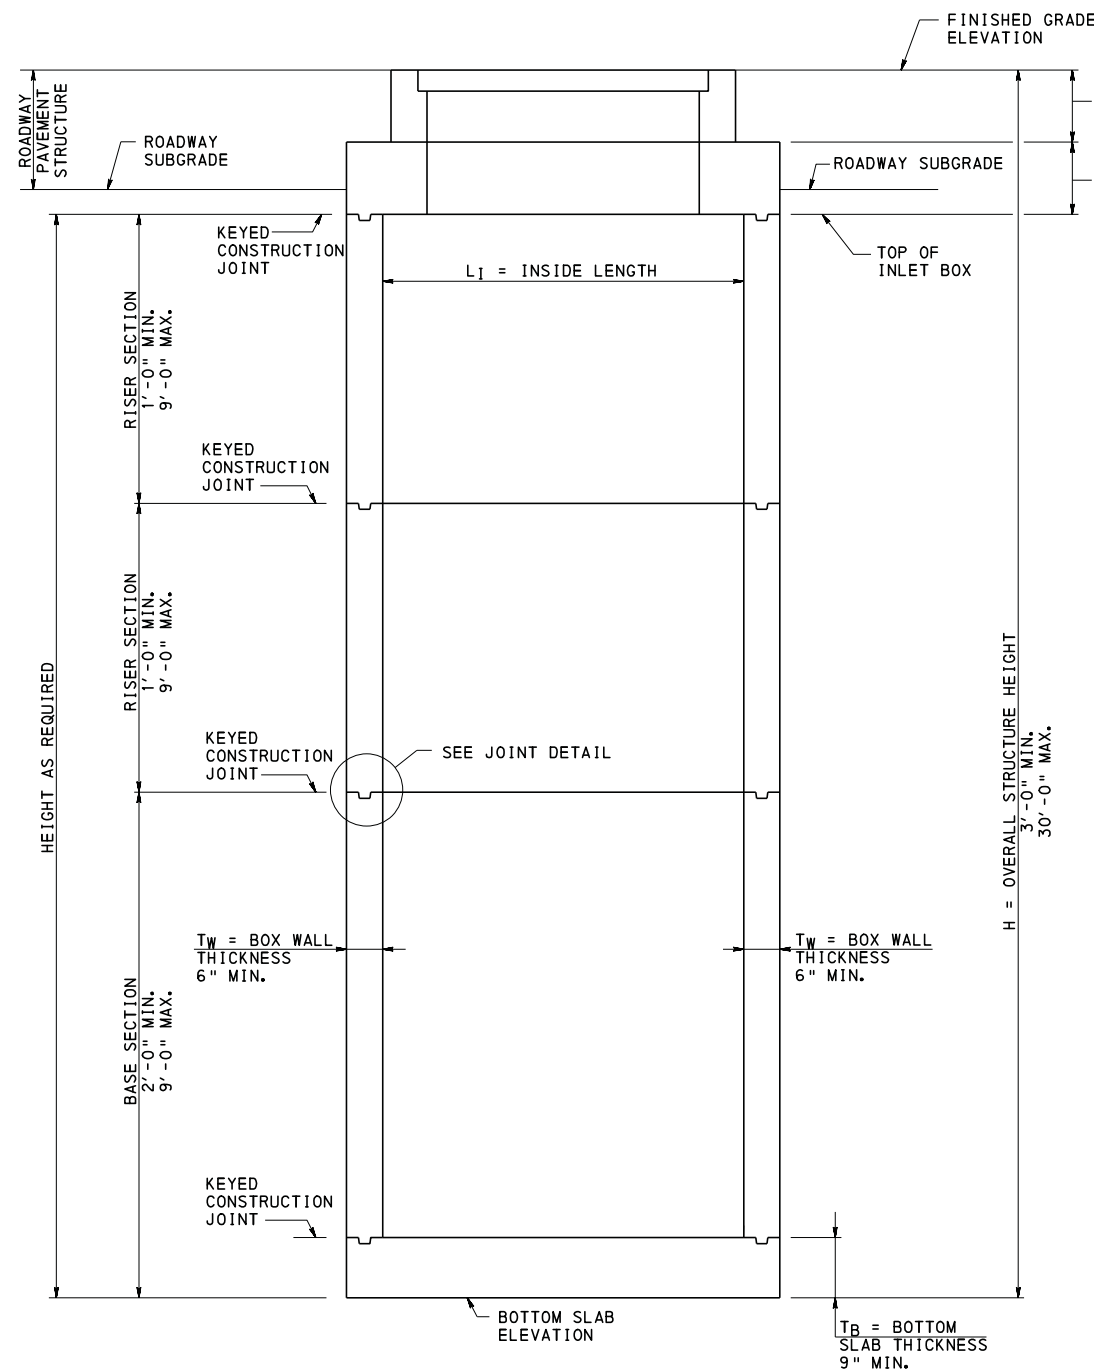 FINISHED GRADE
ELEVATION
ROADWAY
PAVEMENT
STRUCTURE
ROADWAY
SUBGRADE
ROADWAY SUBGRADE
KEYED
CONSTRUCTION
JOINT
TOP OF
INLET BOX
LI = INSIDE LENGTH
RISER SECTION
1'-0" MIN.
9'-0" MAX.
KEYED
CONSTRUCTION
JOINT
RISER SECTION
1'-0" MIN.
9'-0" MAX.
HEIGHT AS REQUIRED
H = OVERALL STRUCTURE HEIGHT
3'-0" MIN.
30'-0" MAX.
KEYED
CONSTRUCTION
JOINT
SEE JOINT DETAIL
TW = BOX WALL
THICKNESS
6" MIN.
TW = BOX WALL
THICKNESS
6" MIN.
BASE SECTION
2'-0" MIN.
9'-0" MAX.
KEYED
CONSTRUCTION
JOINT
BOTTOM SLAB
ELEVATION
TB = BOTTOM
SLAB THICKNESS
9" MIN.